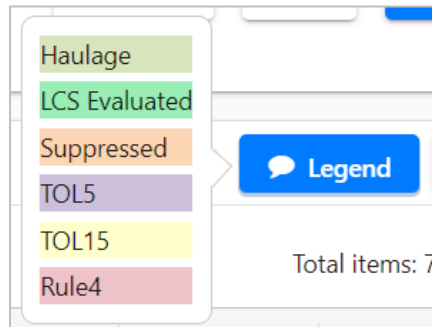 Haulage
LCS Evaluated
Suppressed
TOL5
TOL15
Rule4
Legend
Total items: 7